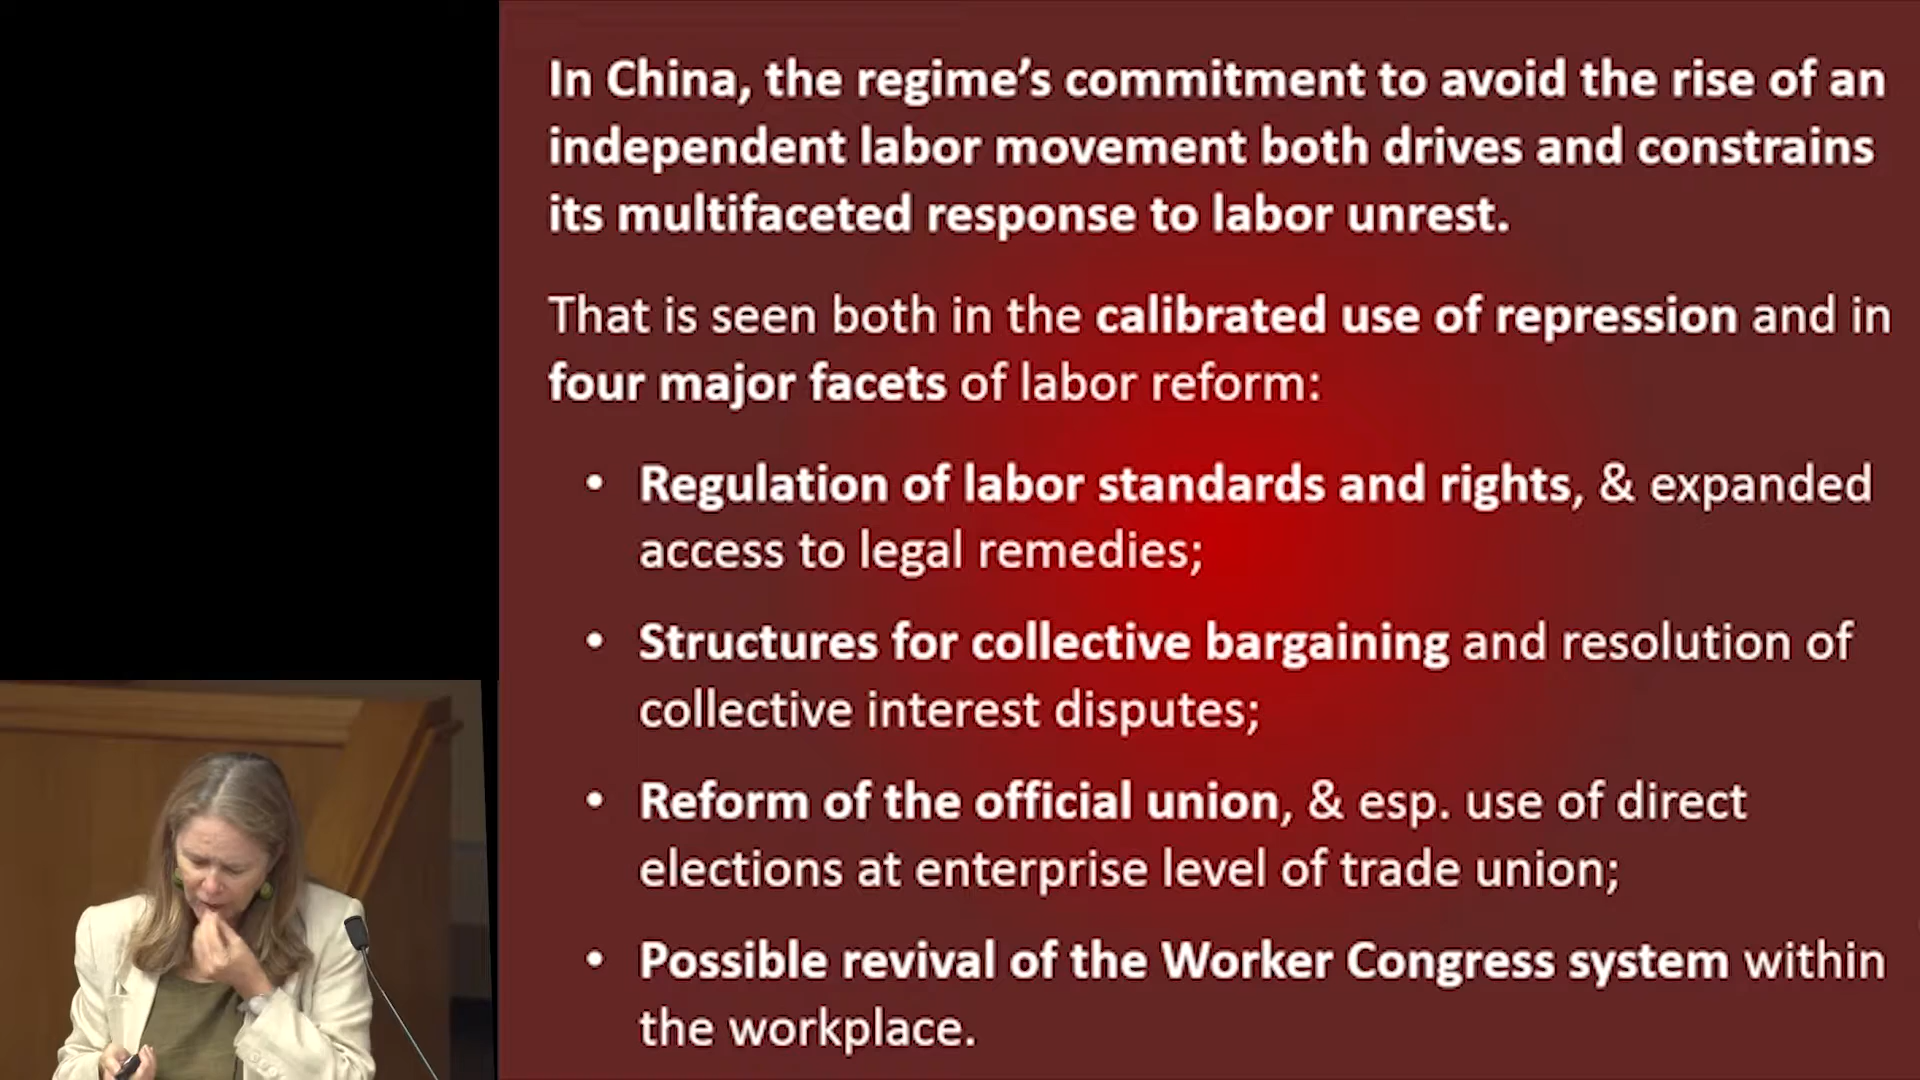 In China, the regime’s commitment to avoid the rise of an
independent labor movement both drives and constrains
its multifaceted response to labor unrest.
That is seen both in the calibrated use of repression and in
four major facets of labor reform:
• Regulation of labor standards and rights, & expanded
access to legal remedies;
• Structures for collective bargaining and resolution of
collective interest disputes;
• Reform of the official union, & esp. use of direct
elections at enterprise level of trade union;
• Possible revival of the Worker Congress system within
the workplace.